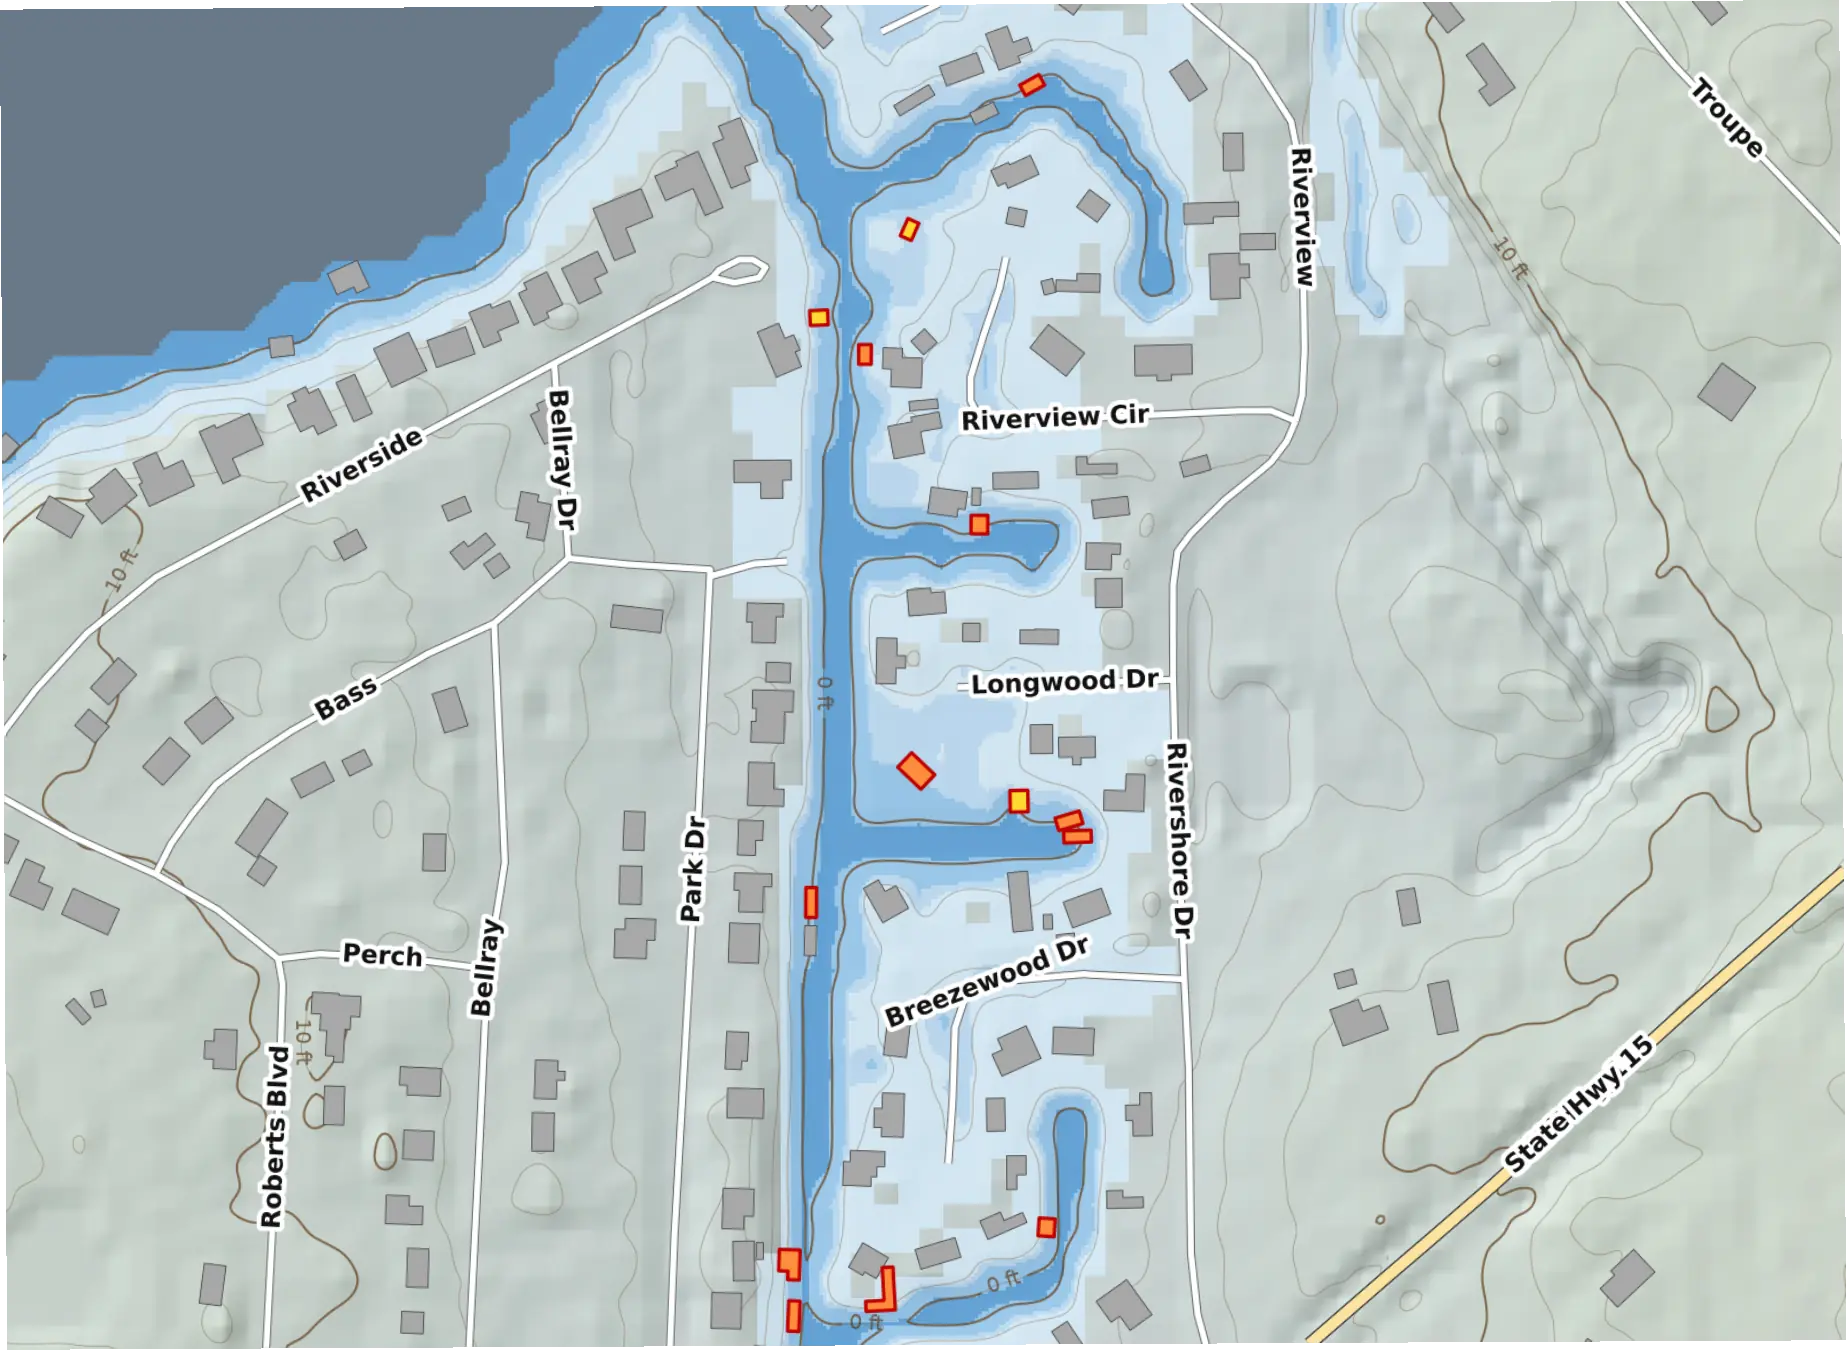 Troupe
Riverview
10 ft
Riverview Cir
Bellray Dr
Riverside
10 ft
Longwood Dr
Bass
0 ft
Rivershore Dr
Park Dr
Perch
Bellray
Breezewood Dr
10 ft
Roberts Blvd
State Hwy 15
0 ft
0 ft